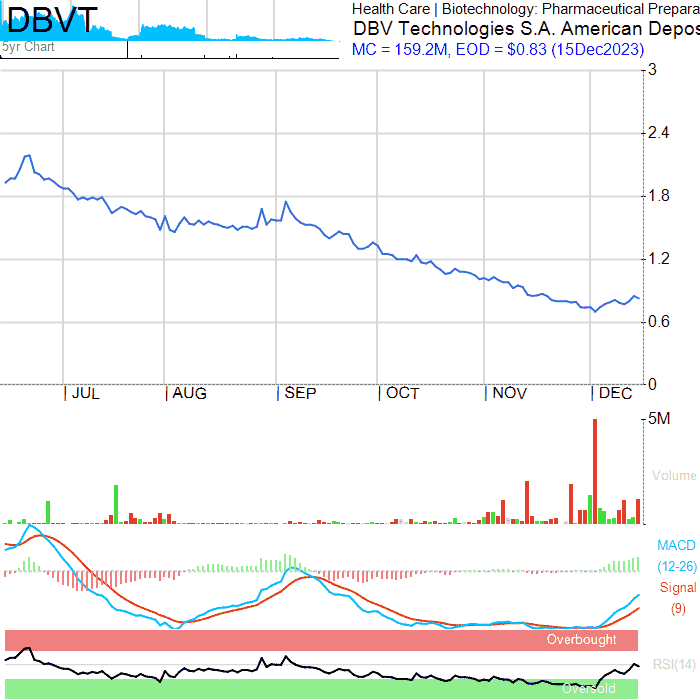 DBVT
5yr Chart
Health Care | Biotechnology: Pharmaceutical Prepara
DBV Technologies S.A. American Depos
MC = 159.2M, EOD = $0.83 (15Dec2023)
3
2.4
1.8
1.2
0.6
0
JUL
AUG
SEP
OCT
NOV
DEC
5M
Volume
MACD
(12-26)
Signal
(9)
Overbought
RSI(14)
Oversold